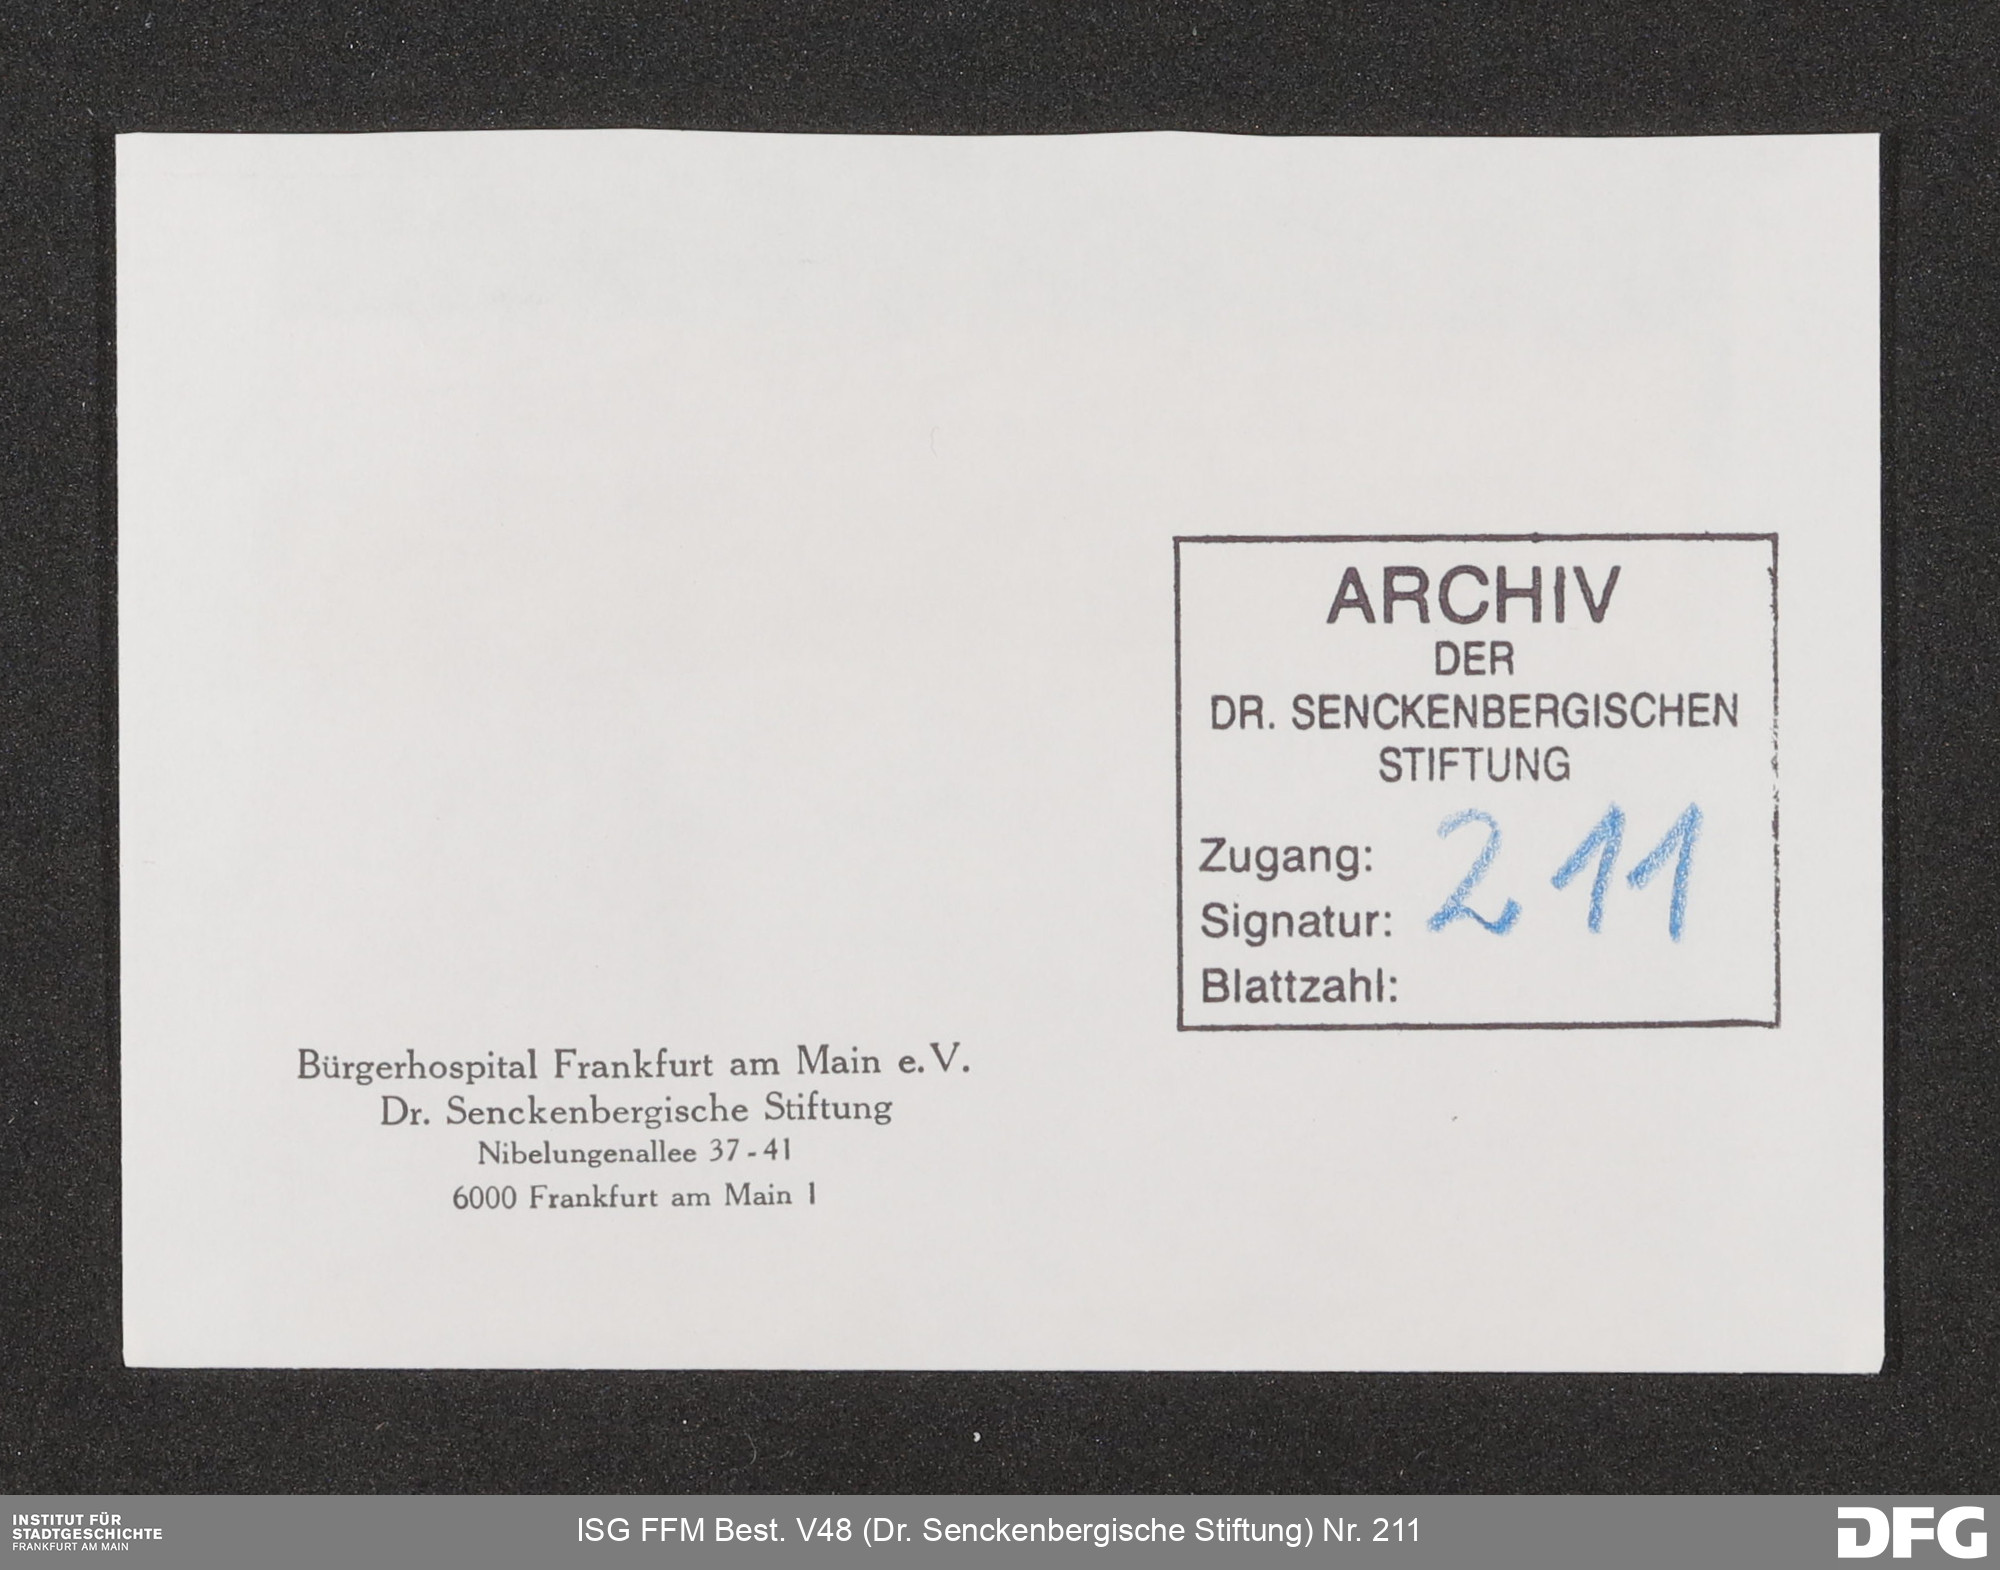 ARCHIV
DER
DR. SENCKENBERGISCHEN
STIFTUNG
Zugang:
Signatur: 211
Blattzahl:
Bürgerhospital Frankfurt am Main e. V.
Dr. Senckenbergische Stiftung
Nibelungenallee 37-41
6000 Frankfurt am Main 1
INSTITUT FÜR
STADTGESCHICHTE
FRANKFURT AM MAIN
ISG FFM Best. V48 (Dr. Senckenbergische Stiftung) Nr. 211
DFG